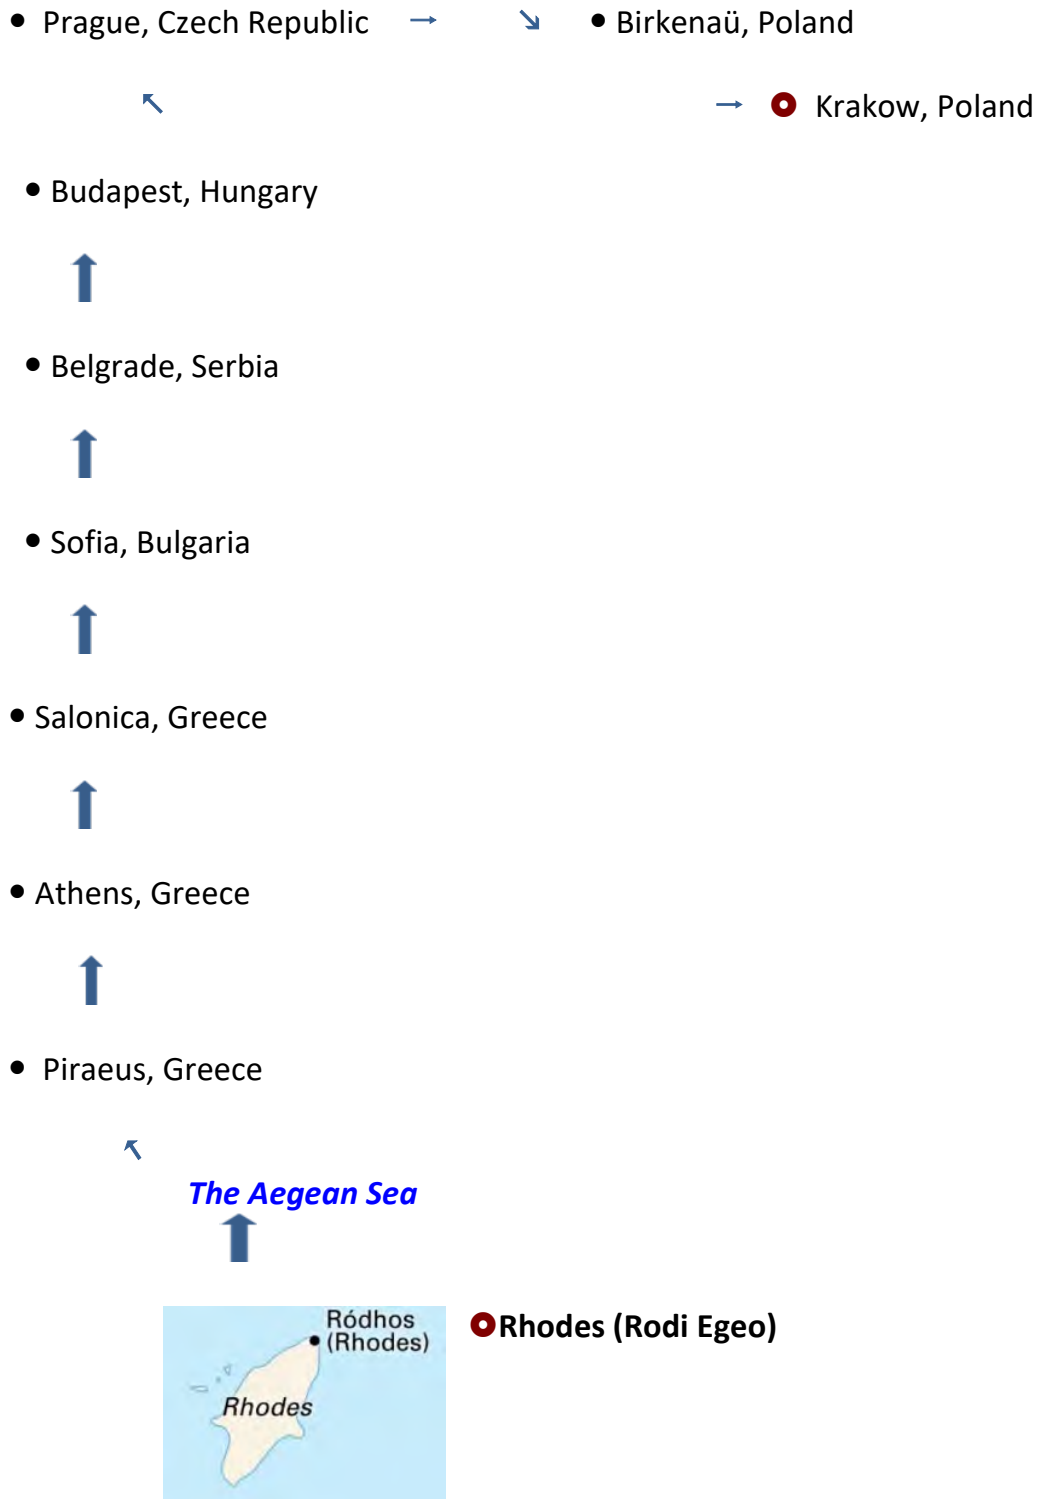 • Prague, Czech Republic → ↘ • Birkenaü, Poland
↖ → Krakow, Poland
• Budapest, Hungary
• Belgrade, Serbia
• Sofia, Bulgaria
• Salonica, Greece
• Athens, Greece
• Piraeus, Greece
The Aegean Sea
Ródhos
(Rhodes)
Rhodes (Rodi Egeo)
Rhodes